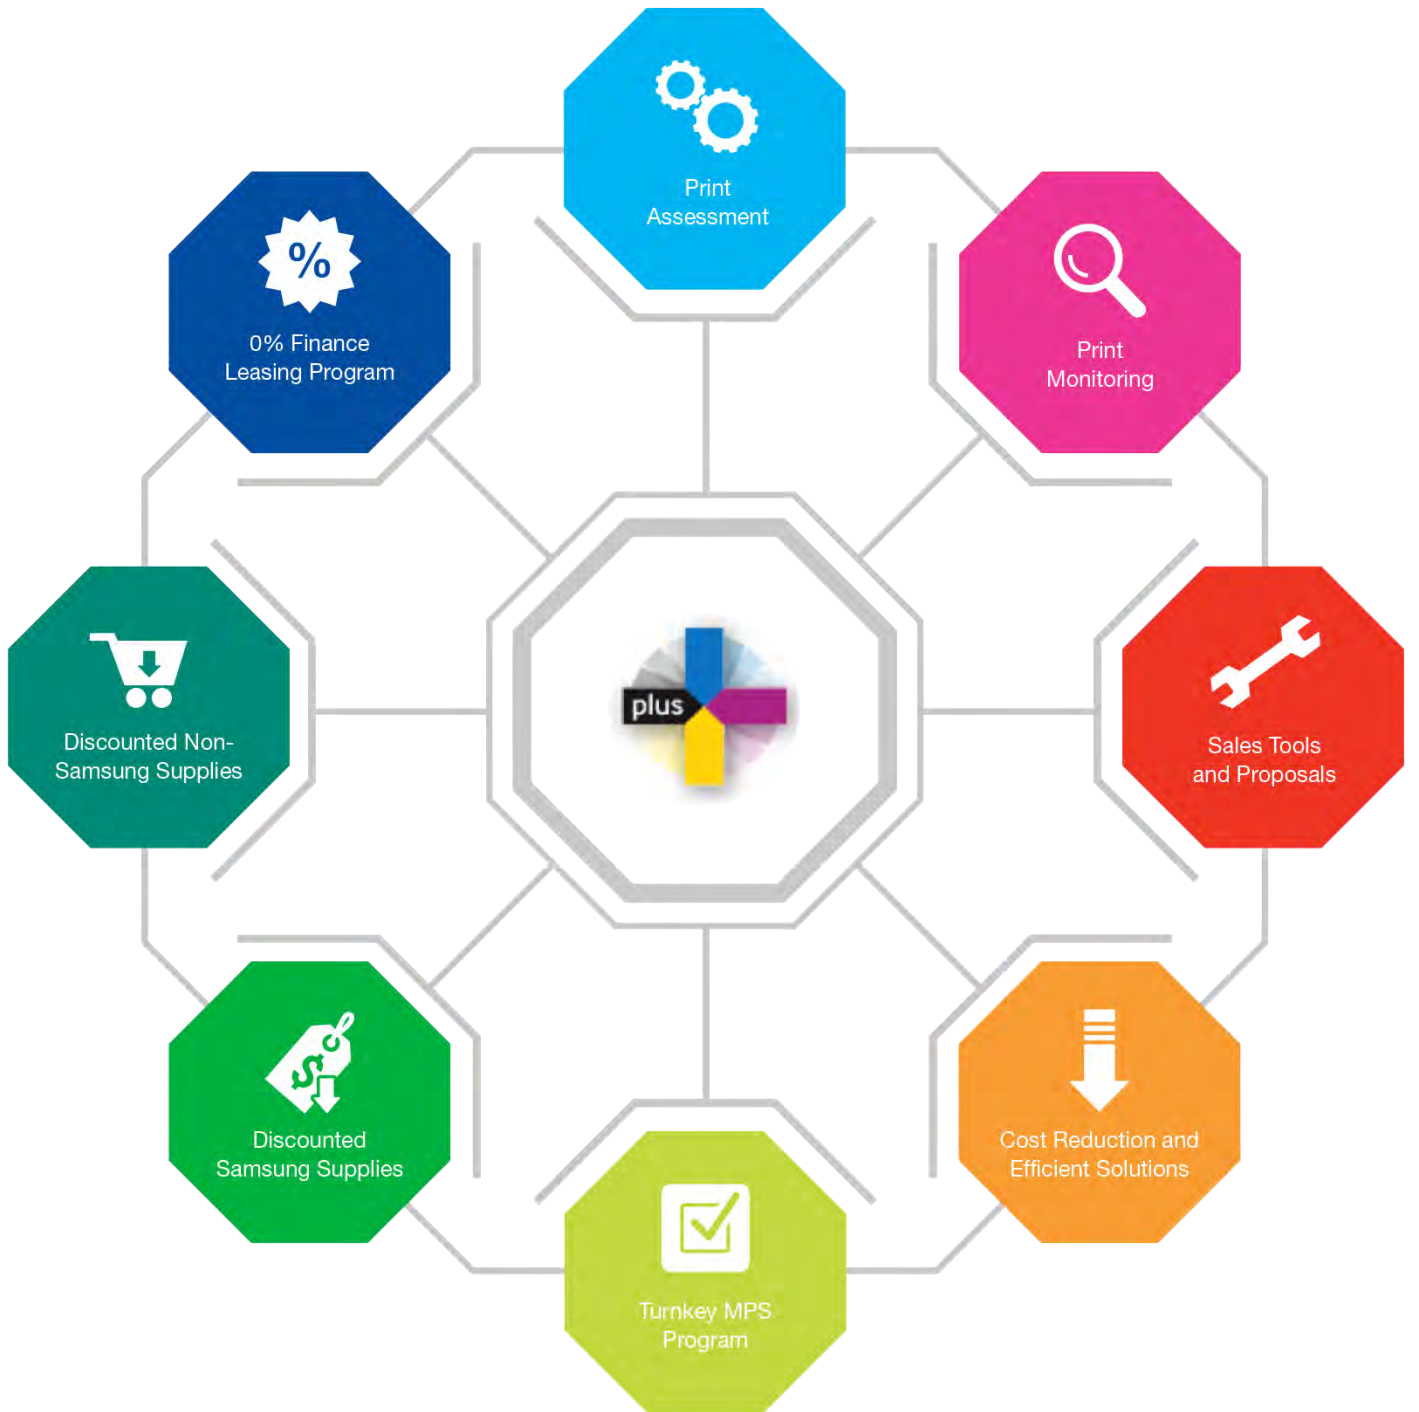 Print
Assessment
Print
Monitoring
Sales Tools
and Proposals
Cost Reduction and
Efficient Solutions
Turnkey MPS
Program
Discounted
Samsung Supplies
Discounted Non-
Samsung Supplies
%
0% Finance
Leasing Program
plus
$